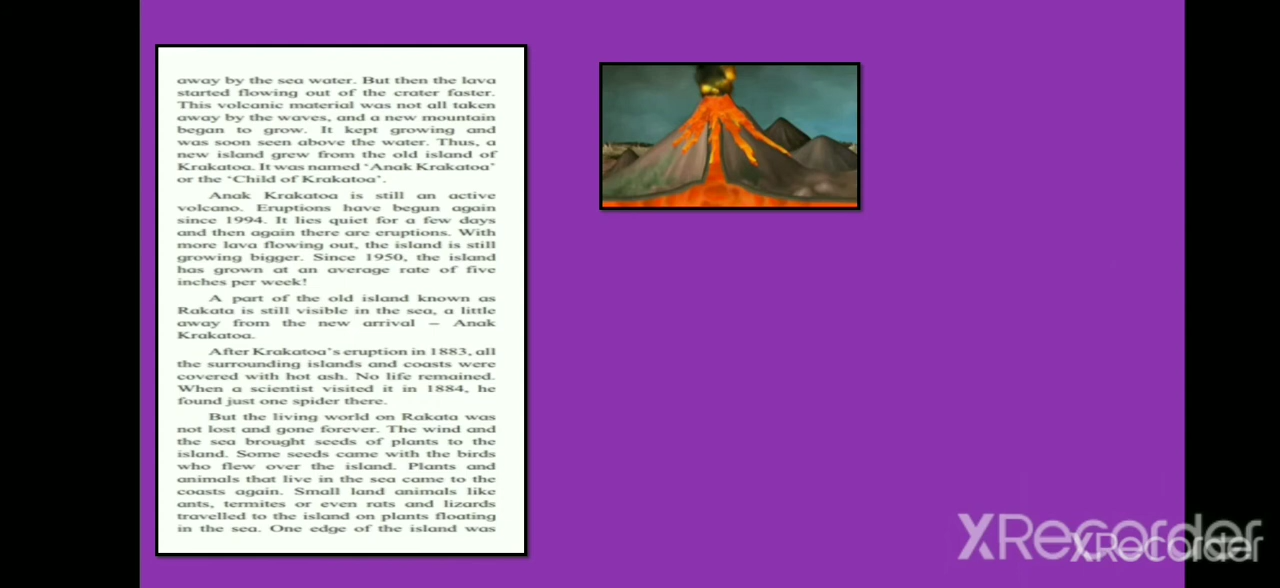 away by the sea water. But then the lava
started flowing out of the crater faster.
This volcanic material was not all taken
away by the waves, and a new mountain
began to grow. It kept growing and
was soon seen above the water. Thus, a
new island grew from the old island of
Krakatoa. It was named 'Anak Krakatoa'
or the 'Child of Krakatoa'.
Anak Krakatoa is still an active
volcano. Eruptions have begun again
since 1994. It lies quiet for a few days
and then again there are eruptions. With
more lava flowing out, the island is still
growing bigger. Since 1950, the island
has grown at an average rate of five
inches per week!
A part of the old island known as
Rakata is still visible in the sea, a little
away from the new arrival – Anak
Krakatoa.
After Krakatoa's eruption in 1883, all
the surrounding islands and coasts were
covered with hot ash. No life remained.
When a scientist visited it in 1884, he
found just one spider there.
But the living world on Rakata was
not lost and gone forever. The wind and
the sea brought seeds of plants to the
island. Some seeds came with the birds
who flew over the island. Plants and
animals that live in the sea came to the
coasts again. Small land animals like
ants, termites or even rats and lizards
travelled to the island on plants floating
in the sea. One edge of the island was
XRecorder
XRecorder